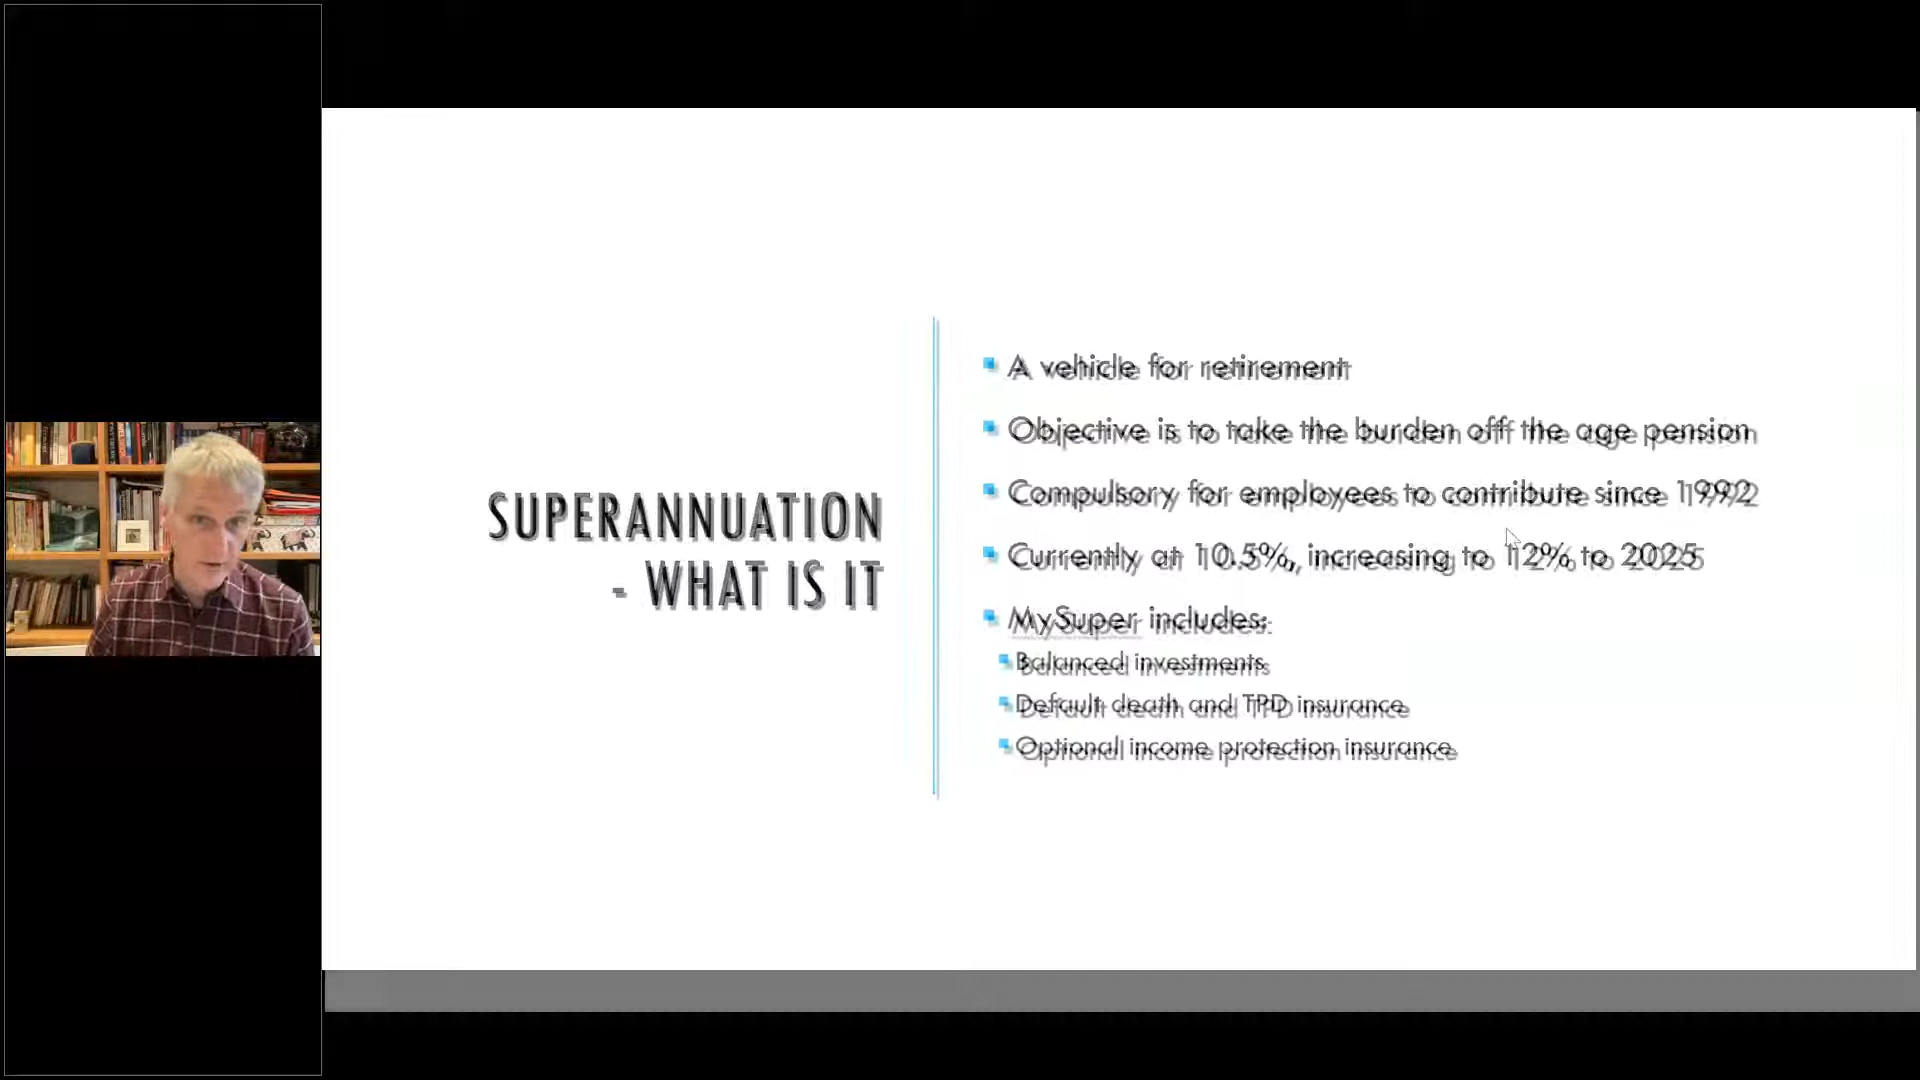 SUPERANNUATION
- WHAT IS IT
A vehicle for retirement
Objective is to take the burden off the age pension
Compulsory for employees to contribute since 1992
Currently at 10.5%, increasing to 12% to 2025
MySuper includes:
Balanced investments
Default death and TPD insurance
Optional income protection insurance